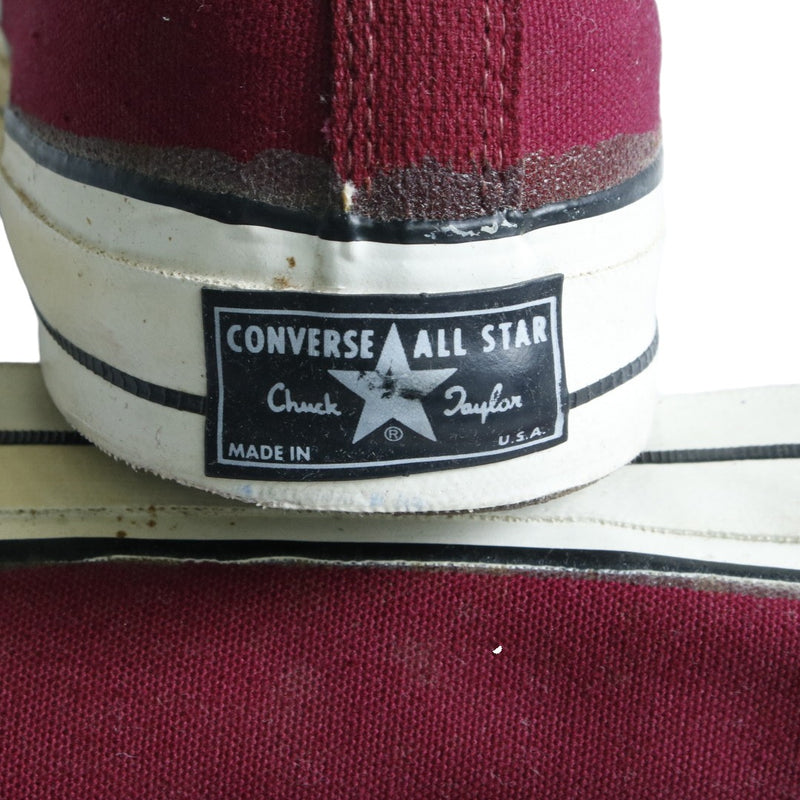 CONVERSE ALL STAR
Chuck Taylor
®
MADE IN U.S.A.